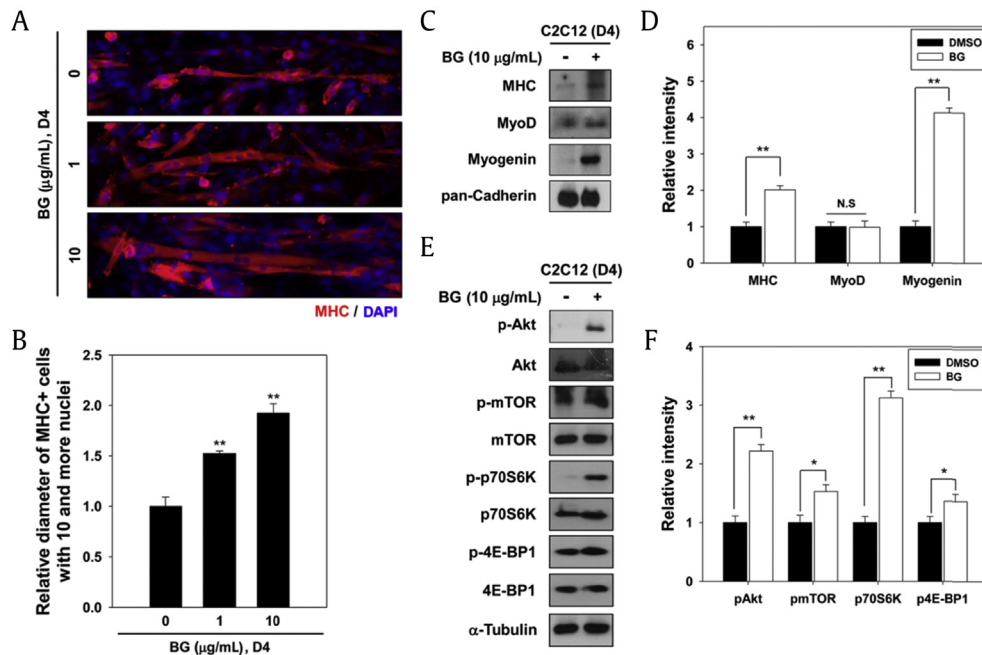 A
BG (μg/mL), D4
0
1
10
MHC / DAPI
B
Relative diameter of MHC+ cells
with 10 and more nuclei
2.5
2.0
1.5
1.0
0.5
0.0
**
**
0 1 10
BG (μg/mL), D4
C
C2C12 (D4)
BG (10 μg/mL) - +
MHC
MyoD
Myogenin
pan-Cadherin
D
Relative intensity
6
5
4
3
2
1
0
DMSO
BG
**
N.S
**
MHC MyoD Myogenin
E
C2C12 (D4)
BG (10 μg/mL) - +
p-Akt
Akt
p-mTOR
mTOR
p-p70S6K
p70S6K
p-4E-BP1
4E-BP1
α-Tubulin
F
Relative intensity
4
3
2
1
0
DMSO
BG
**
*
**
*
pAkt pmTOR p70S6K p4E-BP1